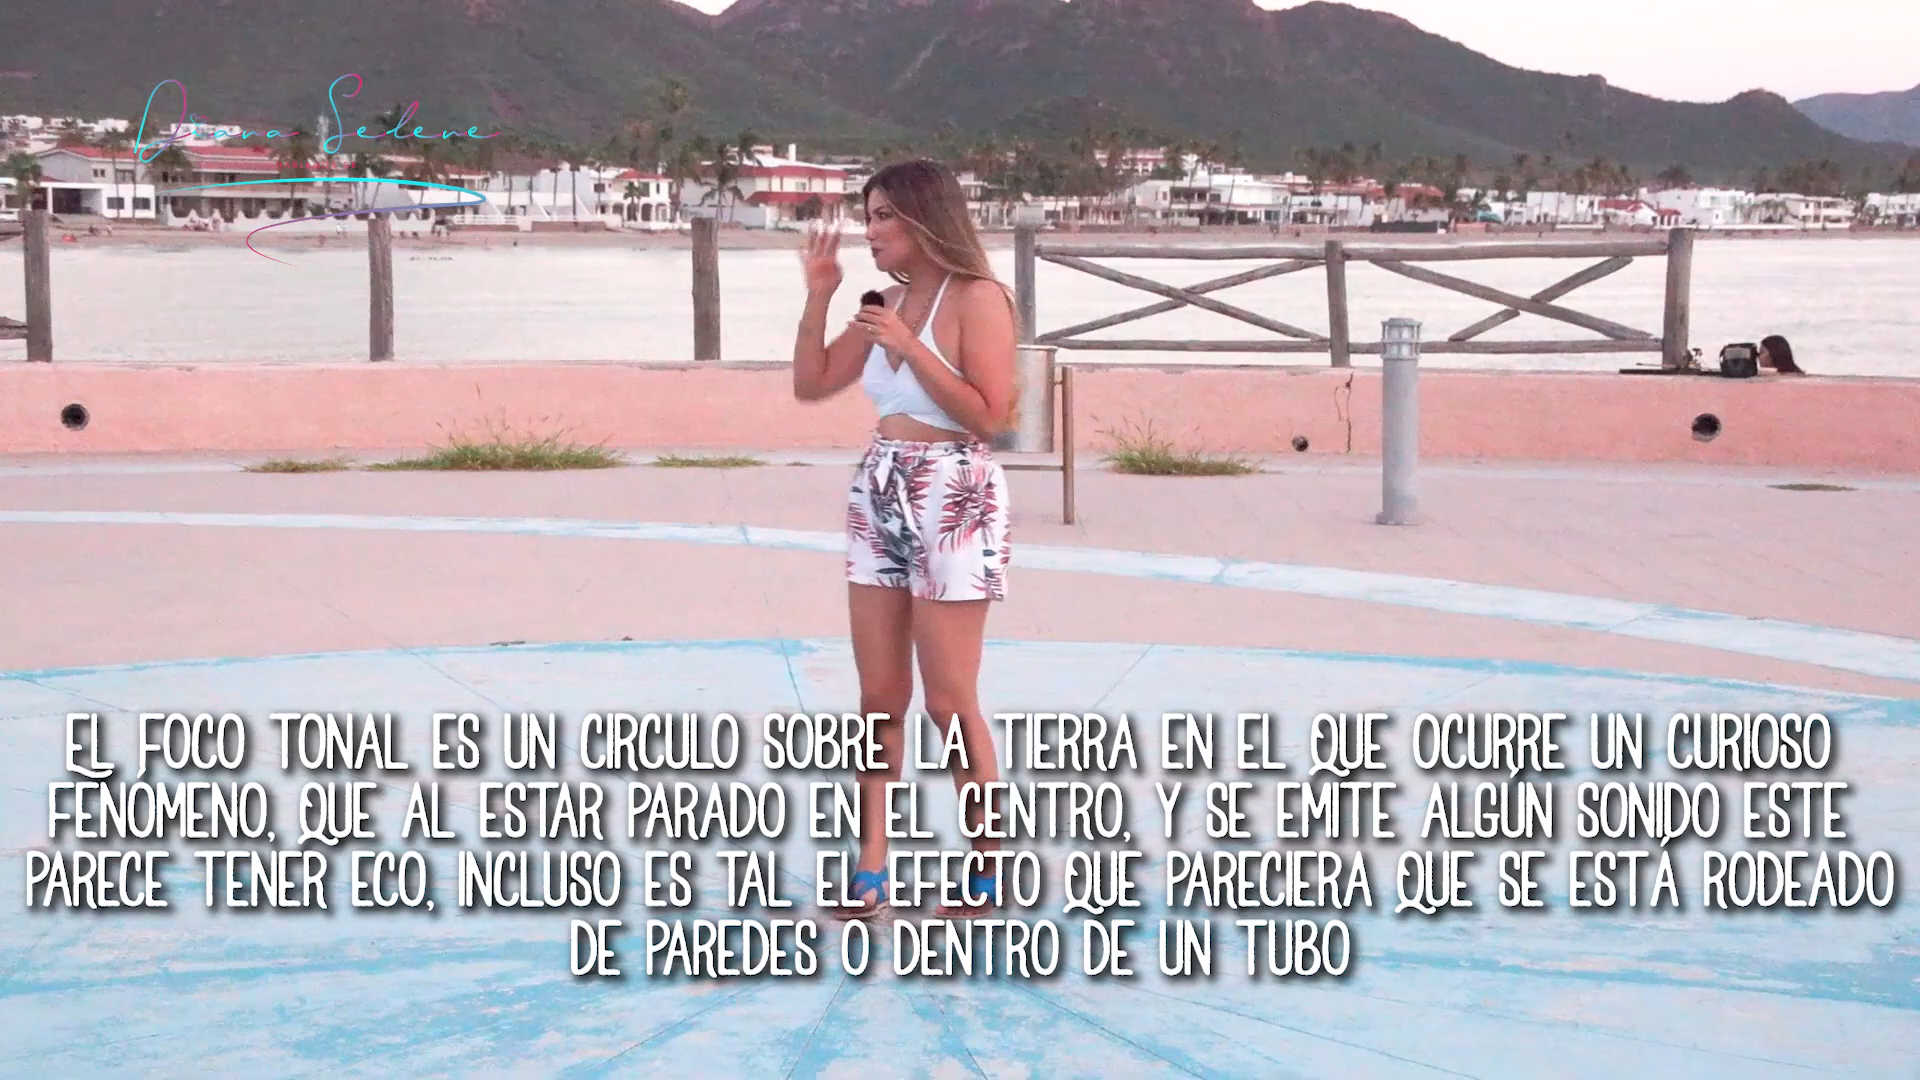 Diana Selene
EL FOCO TONAL ES UN CIRCULO SOBRE LA TIERRA EN EL QUE OCURRE UN CURIOSO
FENÓMENO, QUE AL ESTAR PARADO EN EL CENTRO, Y SE EMITE ALGÚN SONIDO ESTE
PARECE TENER ECO, INCLUSO ES TAL EL EFECTO QUE PARECIERA QUE SE ESTÁ RODEADO
DE PAREDES O DENTRO DE UN TUBO